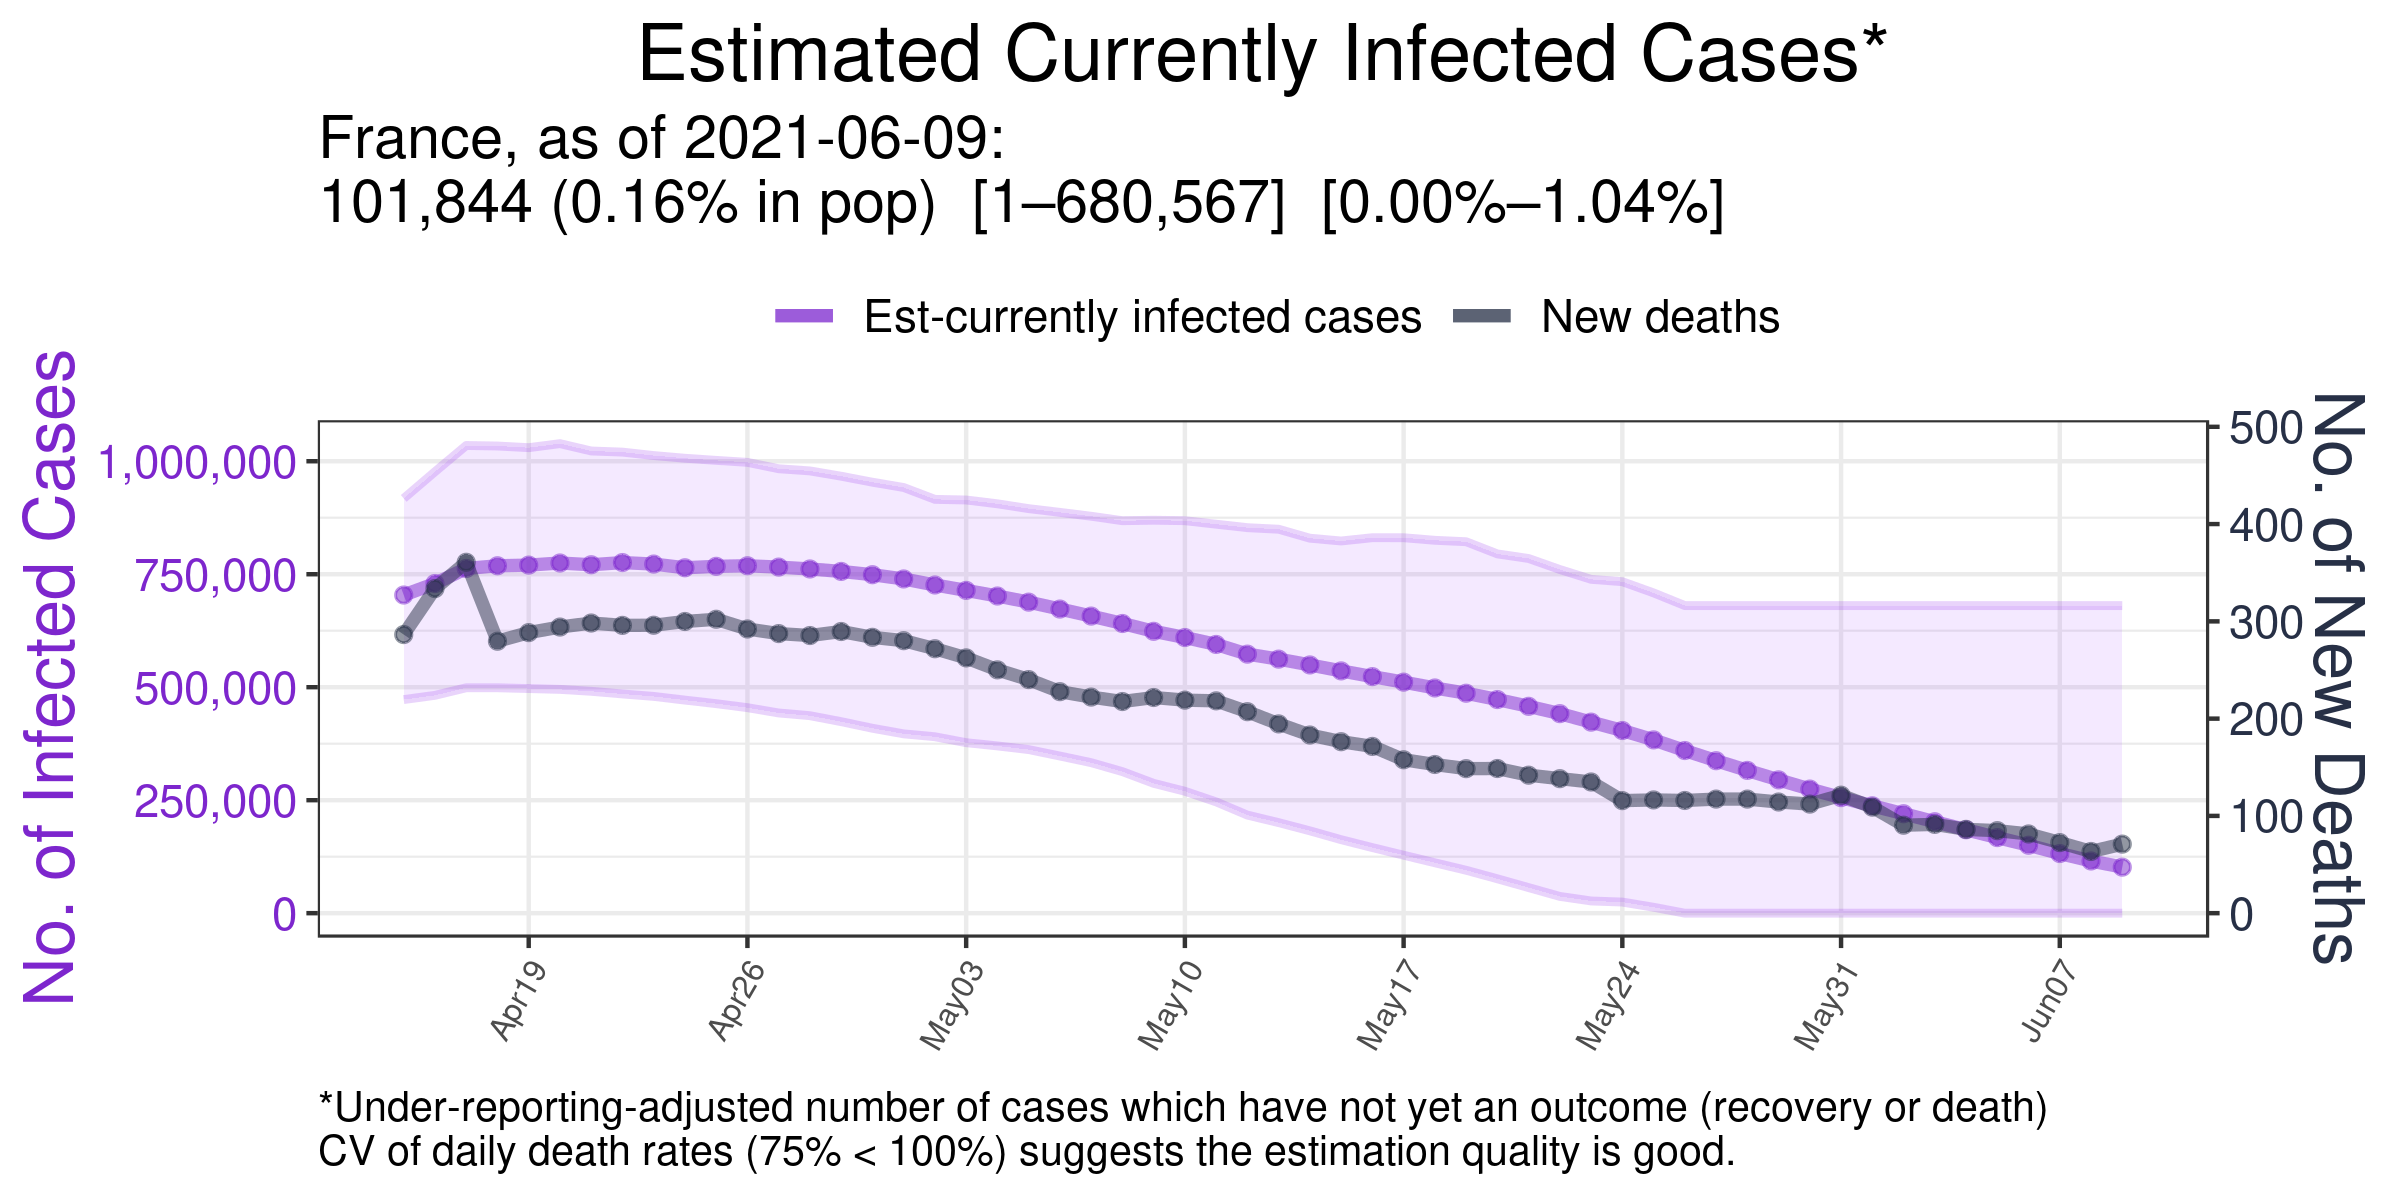 Estimated Currently Infected Cases*
France, as of 2021-06-09:
101,844 (0.16% in pop)  [1–680,567]  [0.00%–1.04%]
Est-currently infected cases
New deaths
No. of Infected Cases
1,000,000
750,000
500,000
250,000
0
500
400
300
200
100
0
No. of New Deaths
Apr19
Apr26
May03
May10
May17
May24
May31
Jun07
*Under-reporting-adjusted number of cases which have not yet an outcome (recovery or death)
CV of daily death rates (75% < 100%) suggests the estimation quality is good.